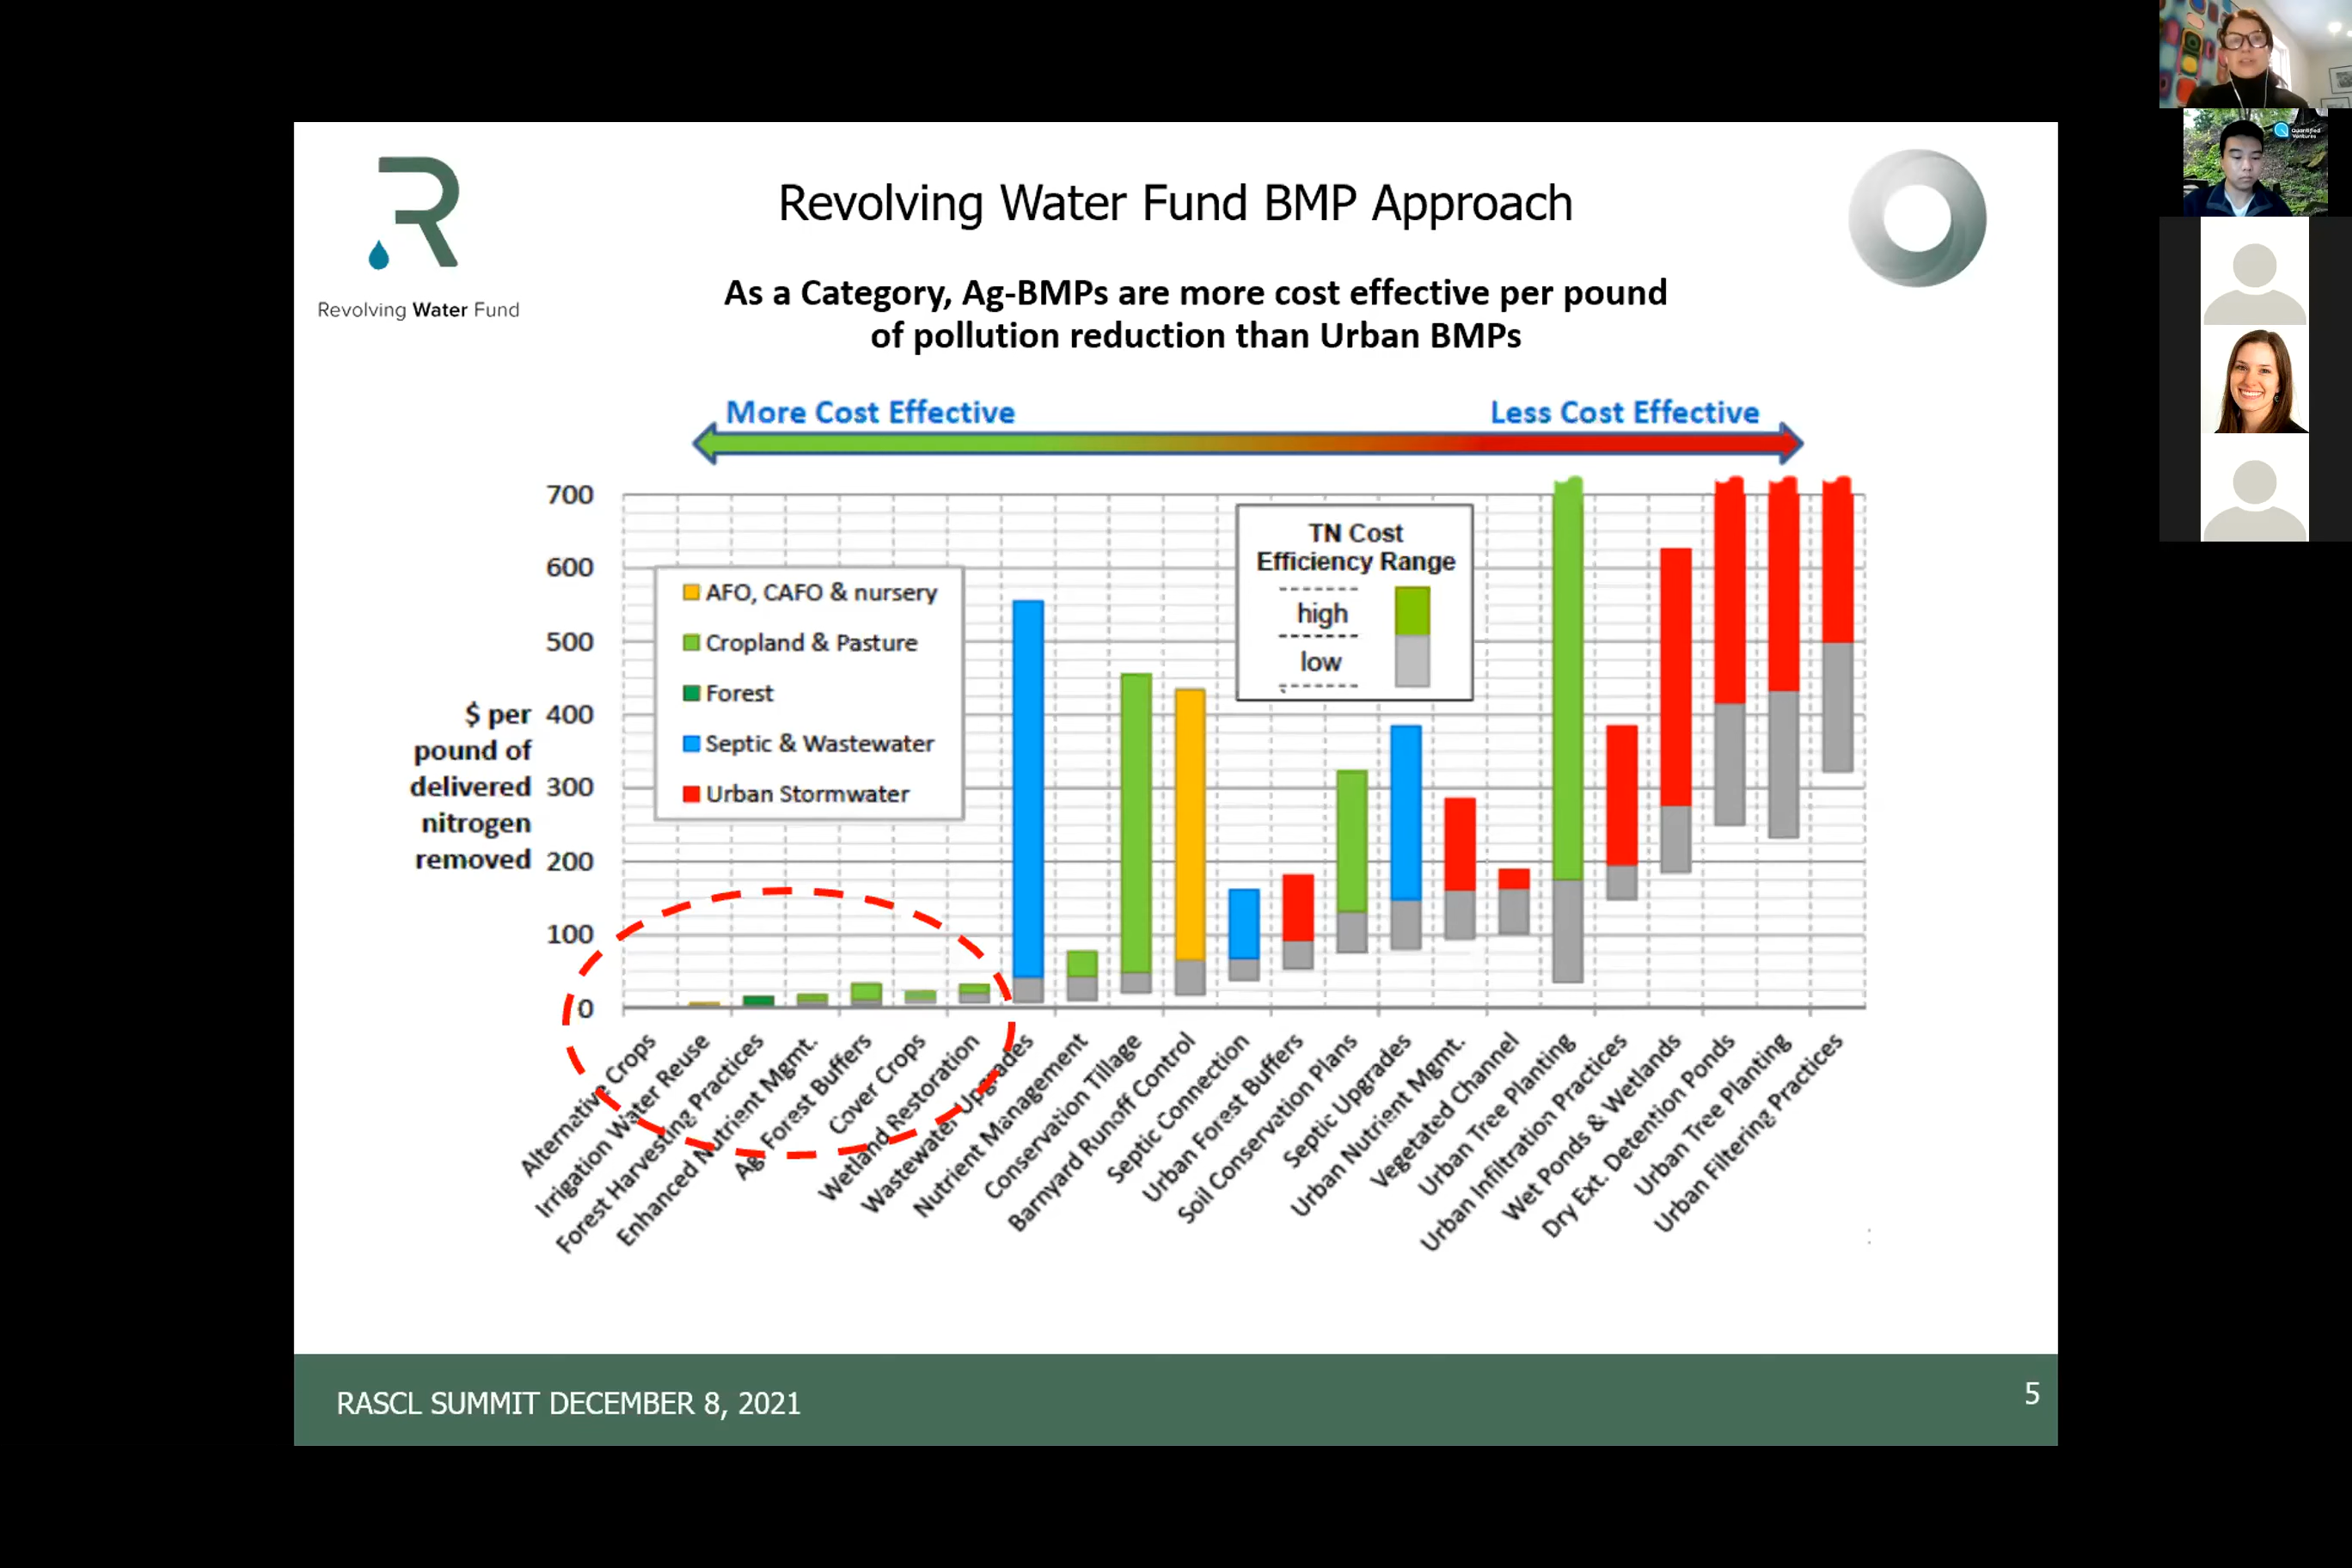 Revolving Water Fund
Revolving Water Fund BMP Approach
As a Category, Ag-BMPs are more cost effective per pound
of pollution reduction than Urban BMPs
More Cost Effective
Less Cost Effective
700
600
500
400
300
200
100
0
$ per
pound of
delivered
nitrogen
removed
AFO, CAFO & nursery
Cropland & Pasture
Forest
Septic & Wastewater
Urban Stormwater
TN Cost
Efficiency Range
high
low
Alternative Crops
Irrigation Water Reuse
Forest Harvesting Practices
Enhanced Nutrient Mgmt.
Ag. Forest Buffers
Cover Crops
Wetland Restoration
Wastewater Upgrades
Nutrient Management
Conservation Tillage
Barnyard Runoff Control
Septic Connection
Urban Forest Buffers
Soil Conservation Plans
Septic Upgrades
Urban Nutrient Mgmt.
Vegetated Channel
Urban Tree Planting
Urban Infiltration Practices
Wet Ponds & Wetlands
Dry Ext. Detention Ponds
Urban Tree Planting
Urban Filtering Practices
RASCL SUMMIT DECEMBER 8, 2021
5
Quantified
Ventures